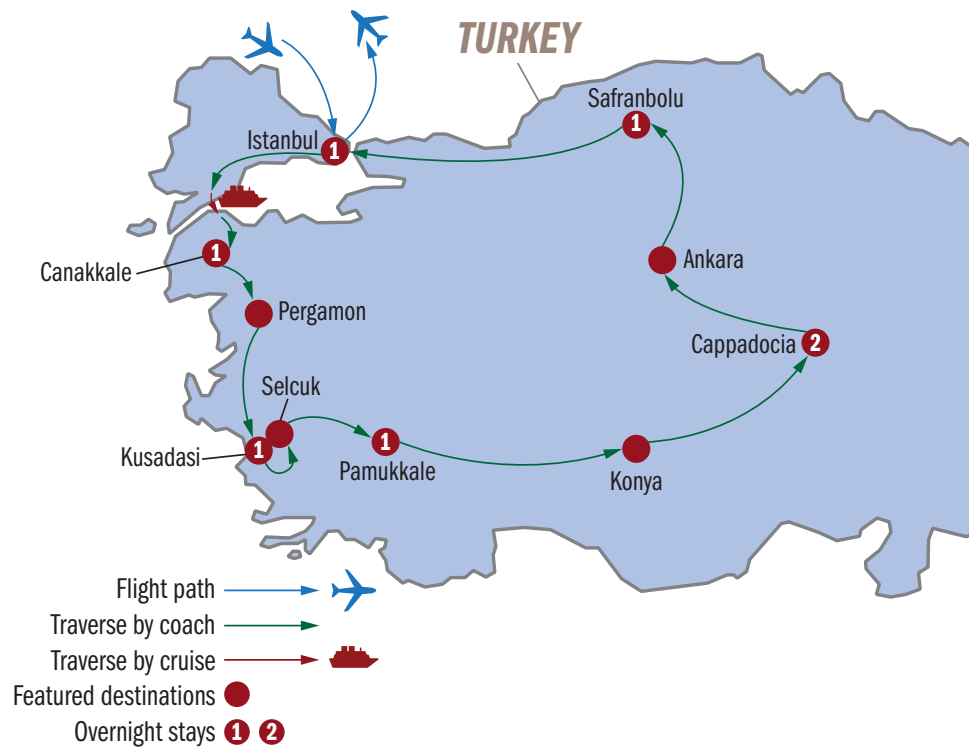 TURKEY
Safranbolu
1
Istanbul
1
Canakkale
1
Ankara
Pergamon
Cappadocia
2
Selcuk
Kusadasi
1
1
Pamukkale
Konya
Flight path
Traverse by coach
Traverse by cruise
Featured destinations
Overnight stays 1 2